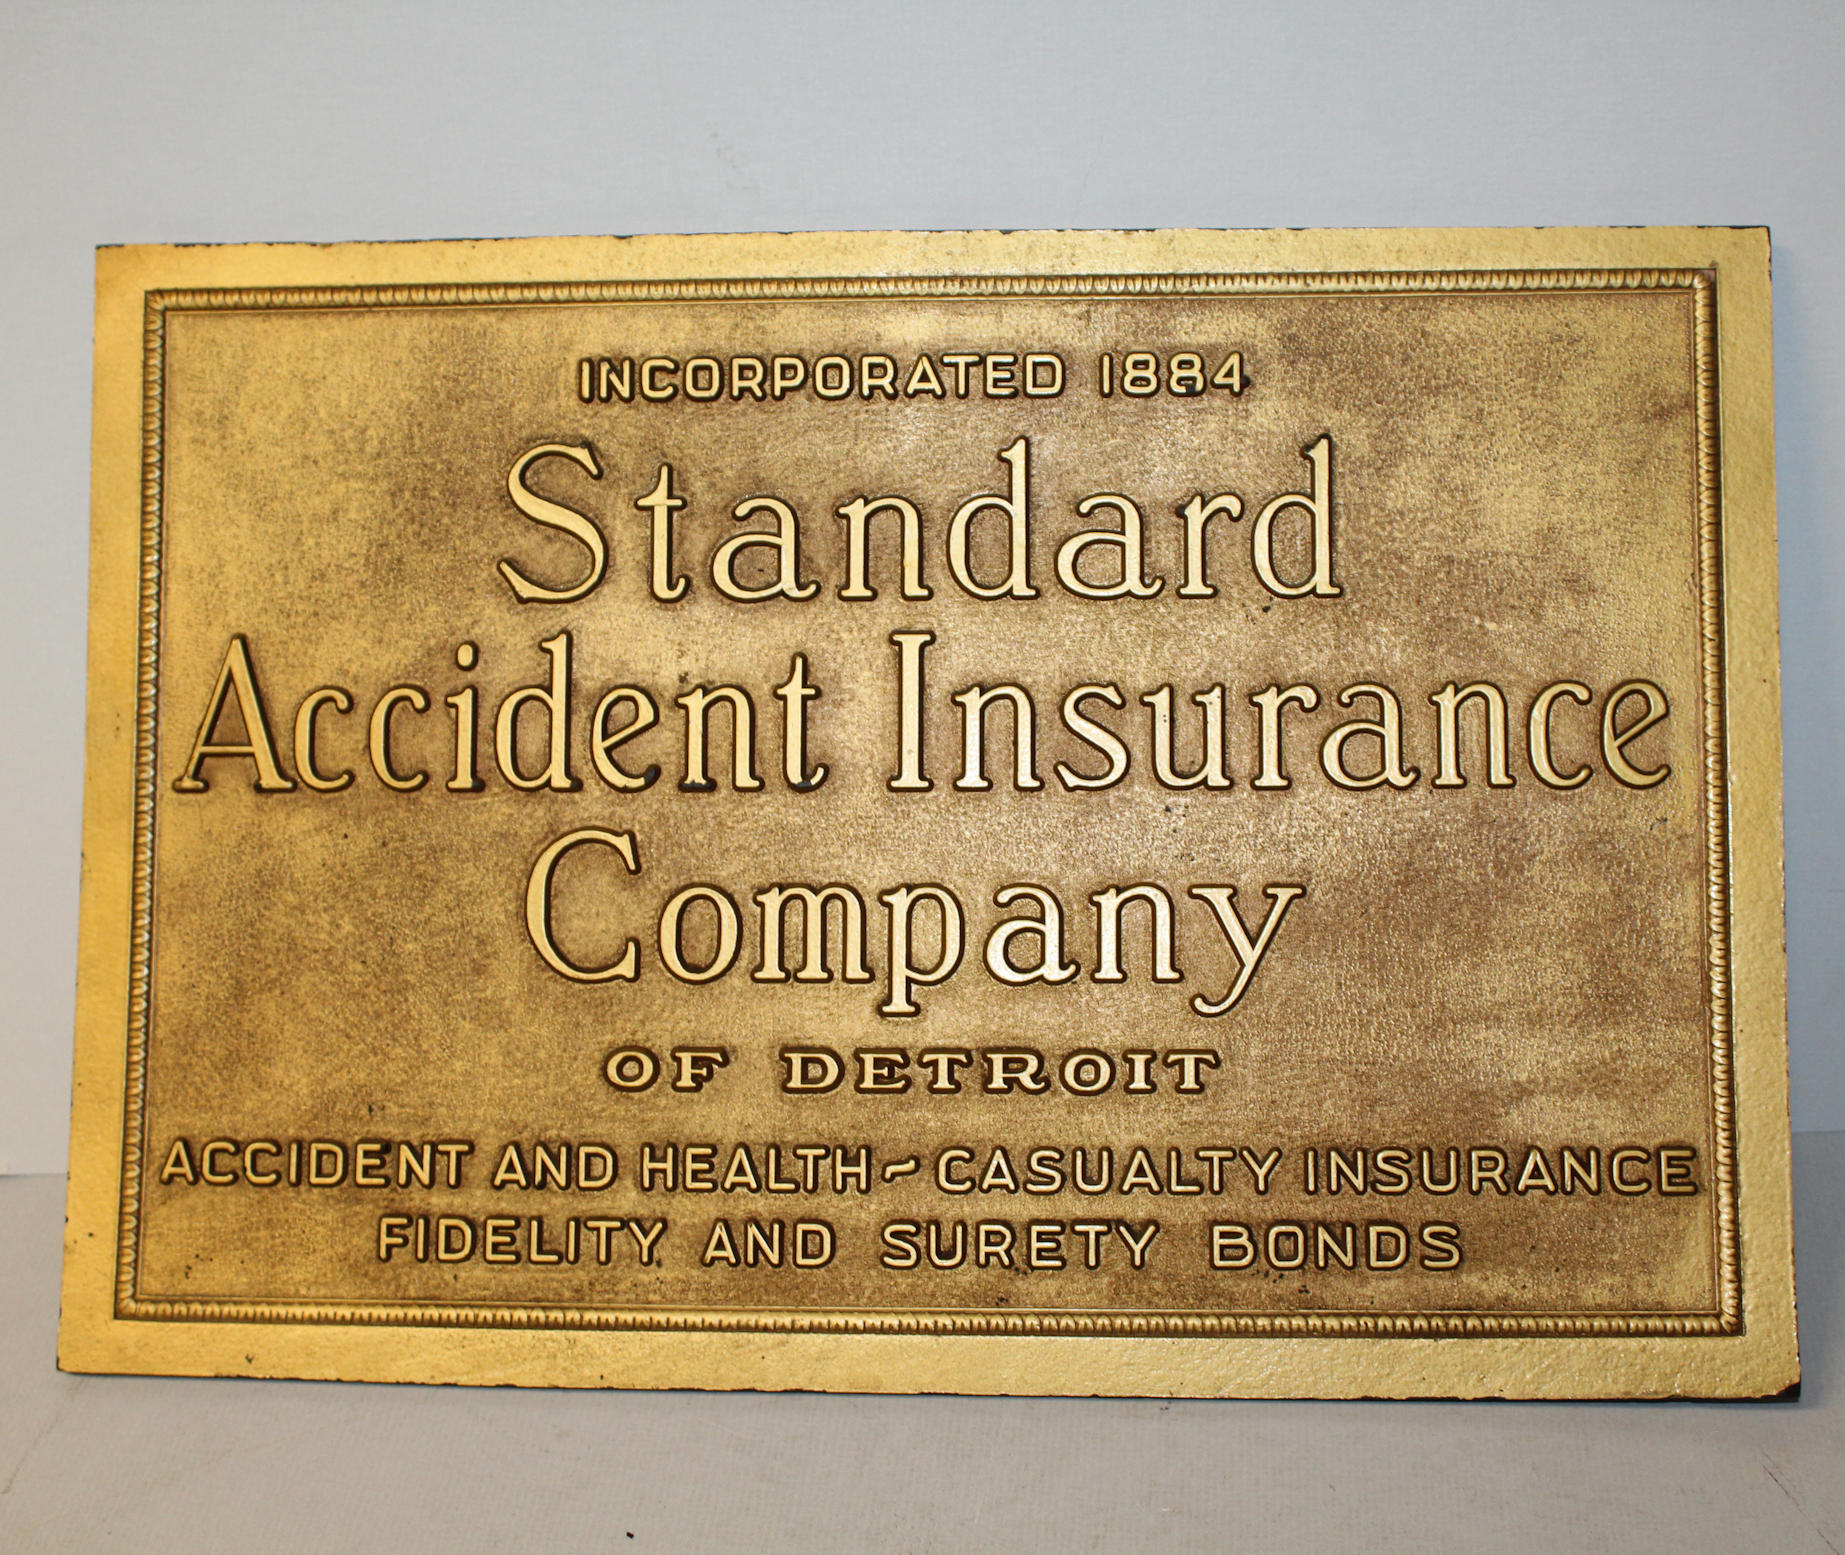 INCORPORATED 1884
Standard
Accident Insurance
Company
OF DETROIT
ACCIDENT AND HEALTH~CASUALTY INSURANCE
FIDELITY AND SURETY BONDS